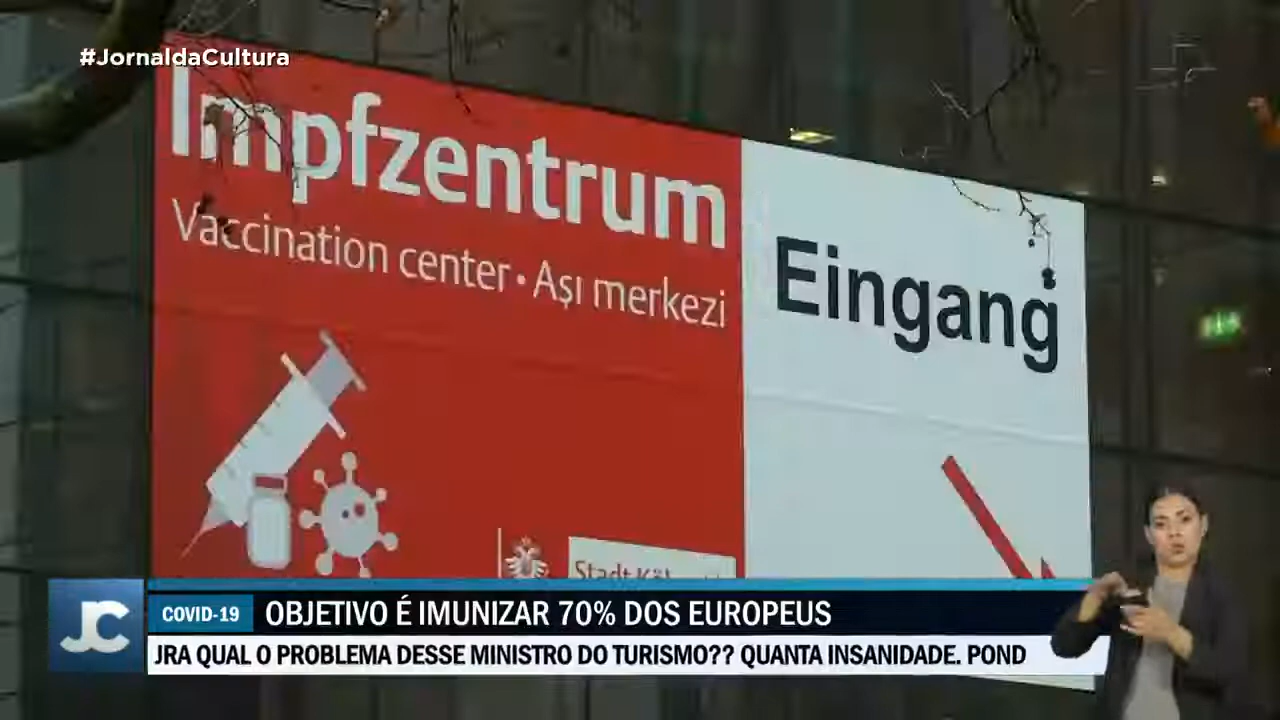 #JornaldaCultura
Impfzentrum
Vaccination center • Aşı merkezi
Eingang
Stadt
JC
COVID-19
OBJETIVO É IMUNIZAR 70% DOS EUROPEUS
JRA QUAL O PROBLEMA DESSE MINISTRO DO TURISMO?? QUANTA INSANIDADE. POND